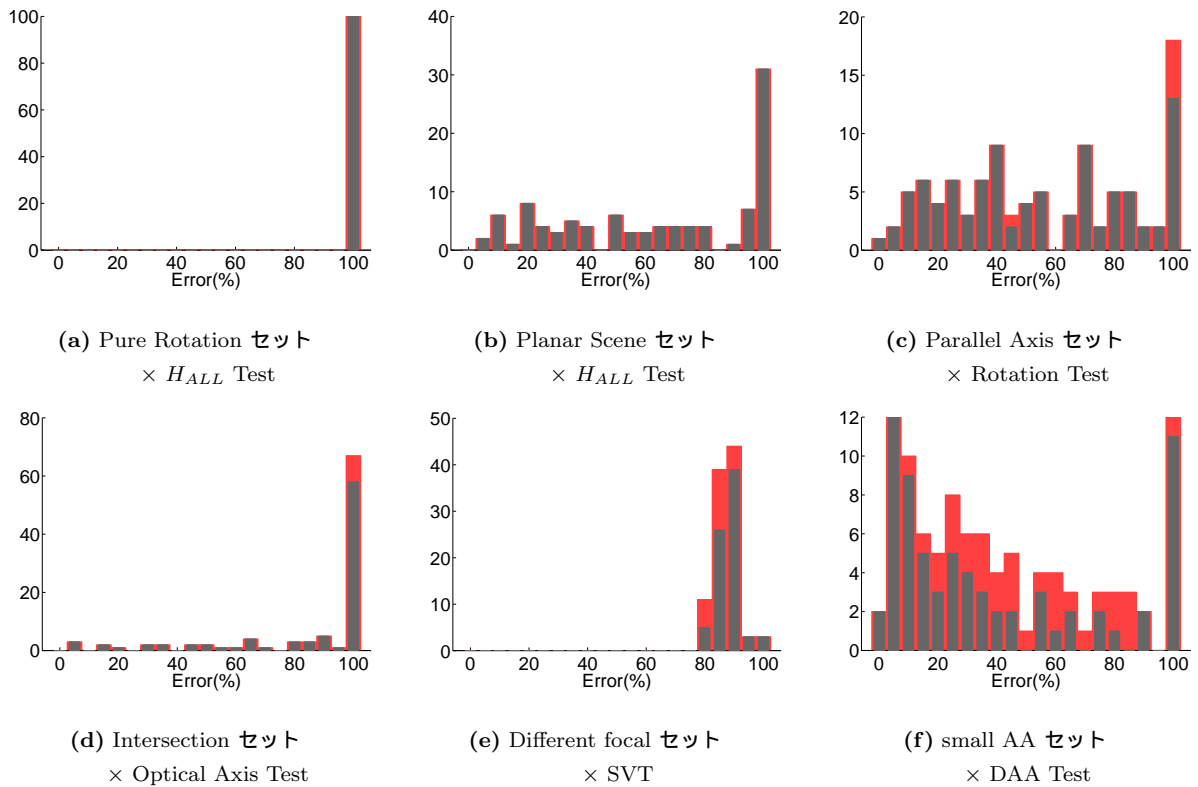 100
80
60
40
20
0
0 20 40 60 80 100
Error(%)
(a) Pure Rotation セット
× H_ALL Test
40
30
20
10
0
0 20 40 60 80 100
Error(%)
(b) Planar Scene セット
× H_ALL Test
20
15
10
5
0
0 20 40 60 80 100
Error(%)
(c) Parallel Axis セット
× Rotation Test
80
60
40
20
0
0 20 40 60 80 100
Error(%)
(d) Intersection セット
× Optical Axis Test
50
40
30
20
10
0
0 20 40 60 80 100
Error(%)
(e) Different focal セット
× SVT
12
10
8
6
4
2
0
0 20 40 60 80 100
Error(%)
(f) small AA セット
× DAA Test